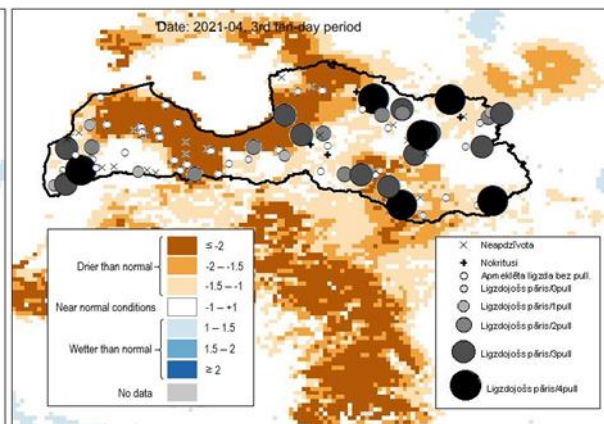 Date: 2021-04, 3rd ten-day period
Drier than normal
≤ -2
-2 – -1.5
-1.5 – -1
Near normal conditions
-1 – +1
Wetter than normal
1 – 1.5
1.5 – 2
≥ 2
No data
Neapdzīvota
Nokritusi
Apmeklēta ligzda bez pull.
Ligzdojošs pāris/0pull
Ligzdojošs pāris/1pull
Ligzdojošs pāris/2pull
Ligzdojošs pāris/3pull
Ligzdojošs pāris/4pull